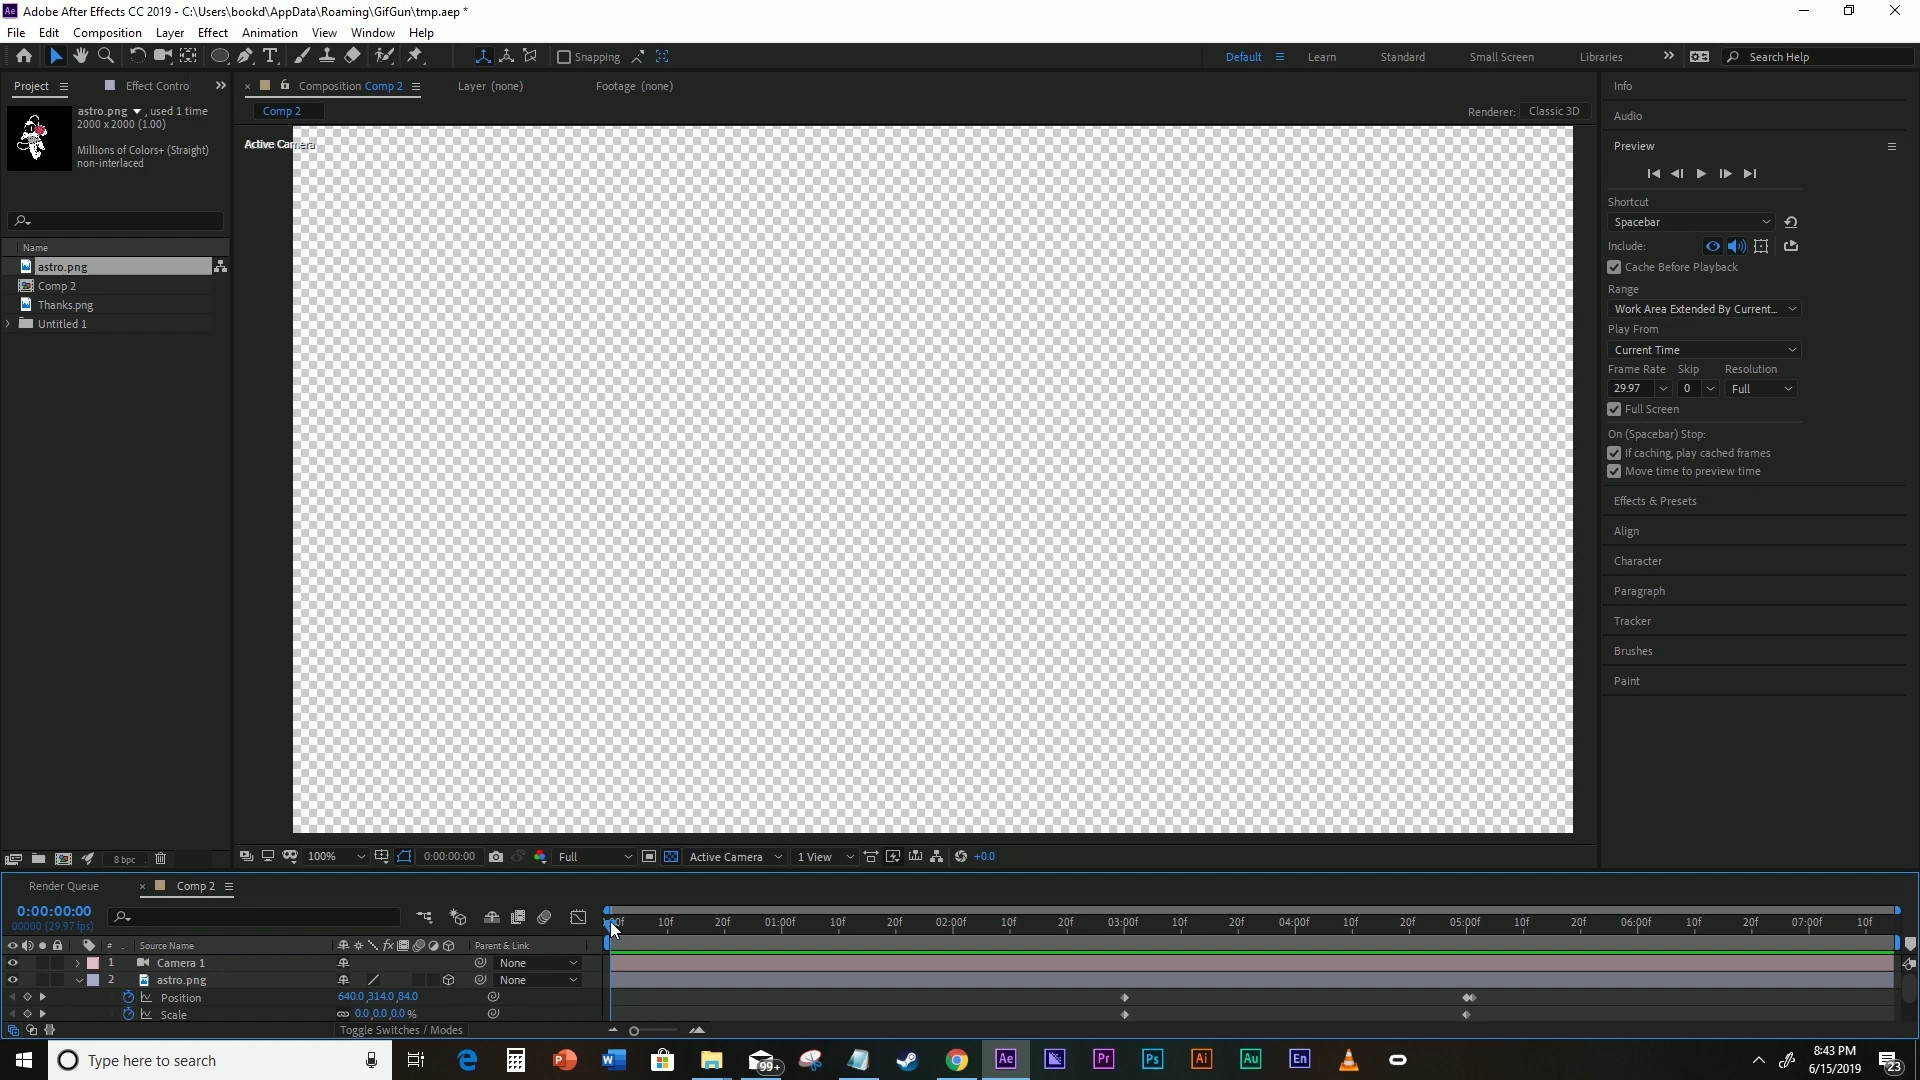 Adobe After Effects CC 2019 - C:\Users\bookd\AppData\Roaming\GifGun\tmp.aep *
File Edit Composition Layer Effect Animation View Window Help
Snapping
Default Learn Standard Small Screen Libraries Search Help
Project Effect Contro
Composition Comp 2 Layer (none) Footage (none)
astro.png , used 1 time
2000 x 2000 (1.00)
Millions of Colors+ (Straight)
non-interlaced
Comp 2 Renderer: Classic 3D
Active Camera
Name
astro.png
Comp 2
Thanks.png
Untitled 1
Info
Audio
Preview
Shortcut
Spacebar
Include:
Cache Before Playback
Range
Work Area Extended By Current...
Play From
Current Time
Frame Rate Skip Resolution
29.97 0 Full
Full Screen
On (Spacebar) Stop:
If caching, play cached frames
Move time to preview time
Effects & Presets
Align
Character
Paragraph
Tracker
Brushes
Paint
8 bpc
100% 0:00:00:00 Full Active Camera 1 View +0.0
Render Queue Comp 2
0:00:00:00
00000 (29.97 fps)
10f 20f 01:00f 10f 20f 02:00f 10f 20f 03:00f 10f 20f 04:00f 10f 20f 05:00f 10f 20f 06:00f 10f 20f 07:00f 10f
# Source Name fx Parent & Link
1 Camera 1 None
2 astro.png None
Position 640.0,314.0,84.0
Scale 0.0,0.0,0.0 %
Toggle Switches / Modes
Type here to search
99+
Ae Pr Ps Ai Au En
8:43 PM
6/15/2019
23